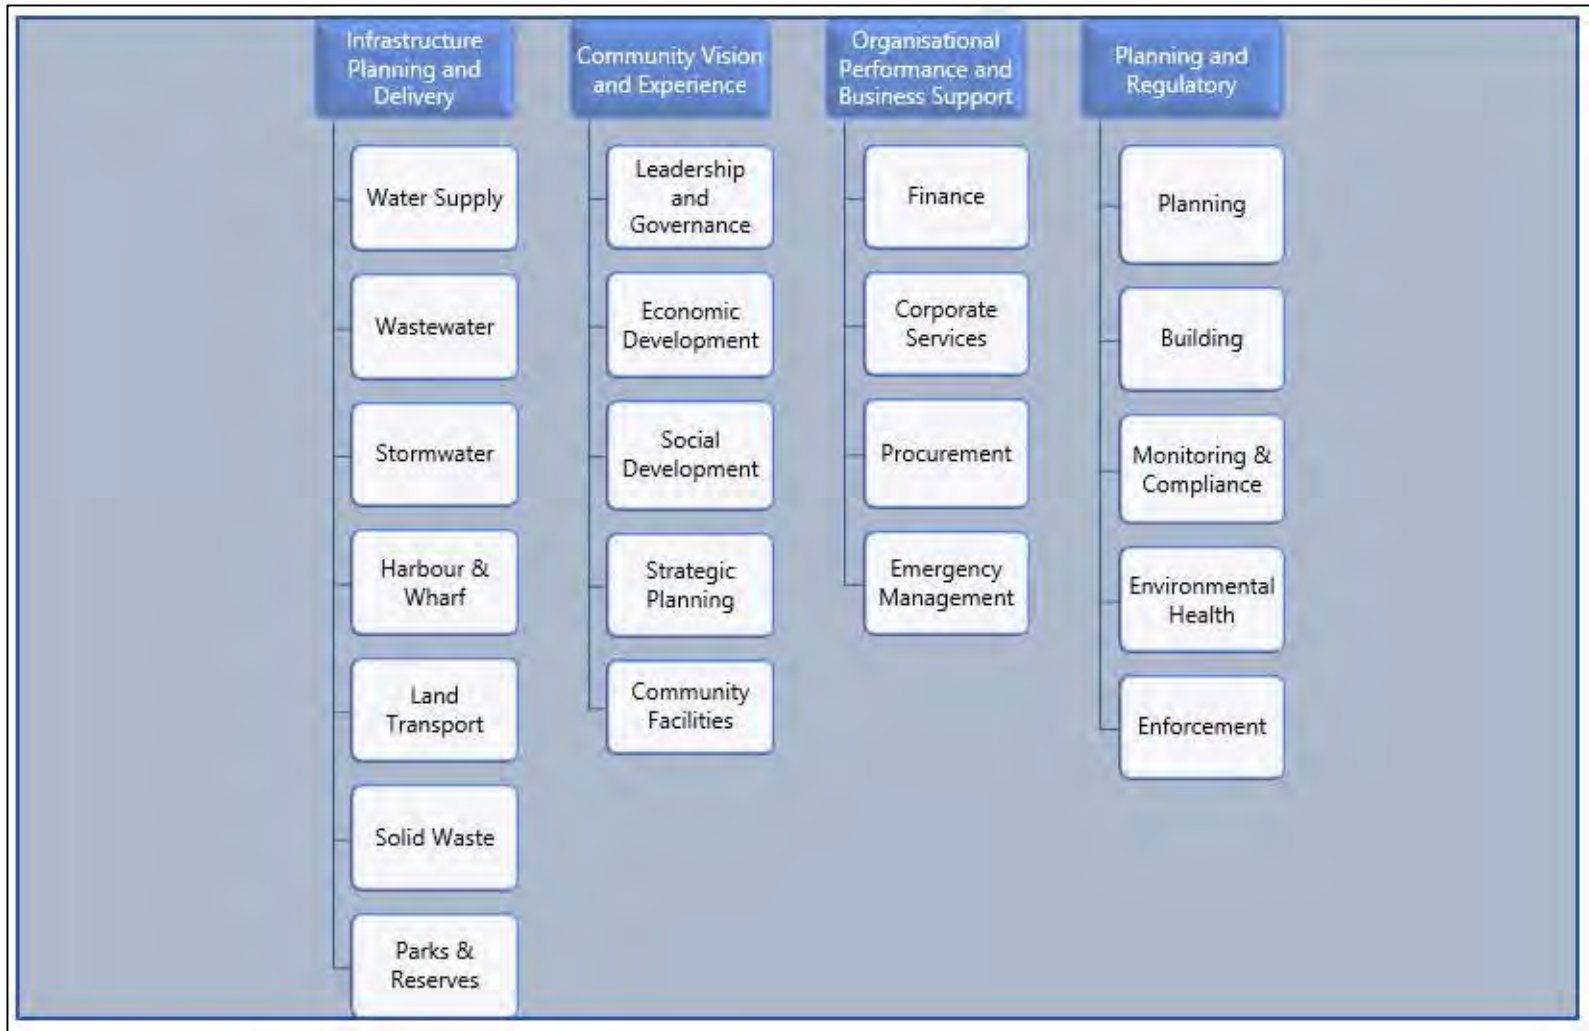 Infrastructure
Planning and
Delivery
Water Supply
Wastewater
Stormwater
Harbour &
Wharf
Land
Transport
Solid Waste
Parks &
Reserves
Community Vision
and Experience
Leadership
and
Governance
Economic
Development
Social
Development
Strategic
Planning
Community
Facilities
Organisational
Performance and
Business Support
Finance
Corporate
Services
Procurement
Emergency
Management
Planning and
Regulatory
Planning
Building
Monitoring &
Compliance
Environmental
Health
Enforcement